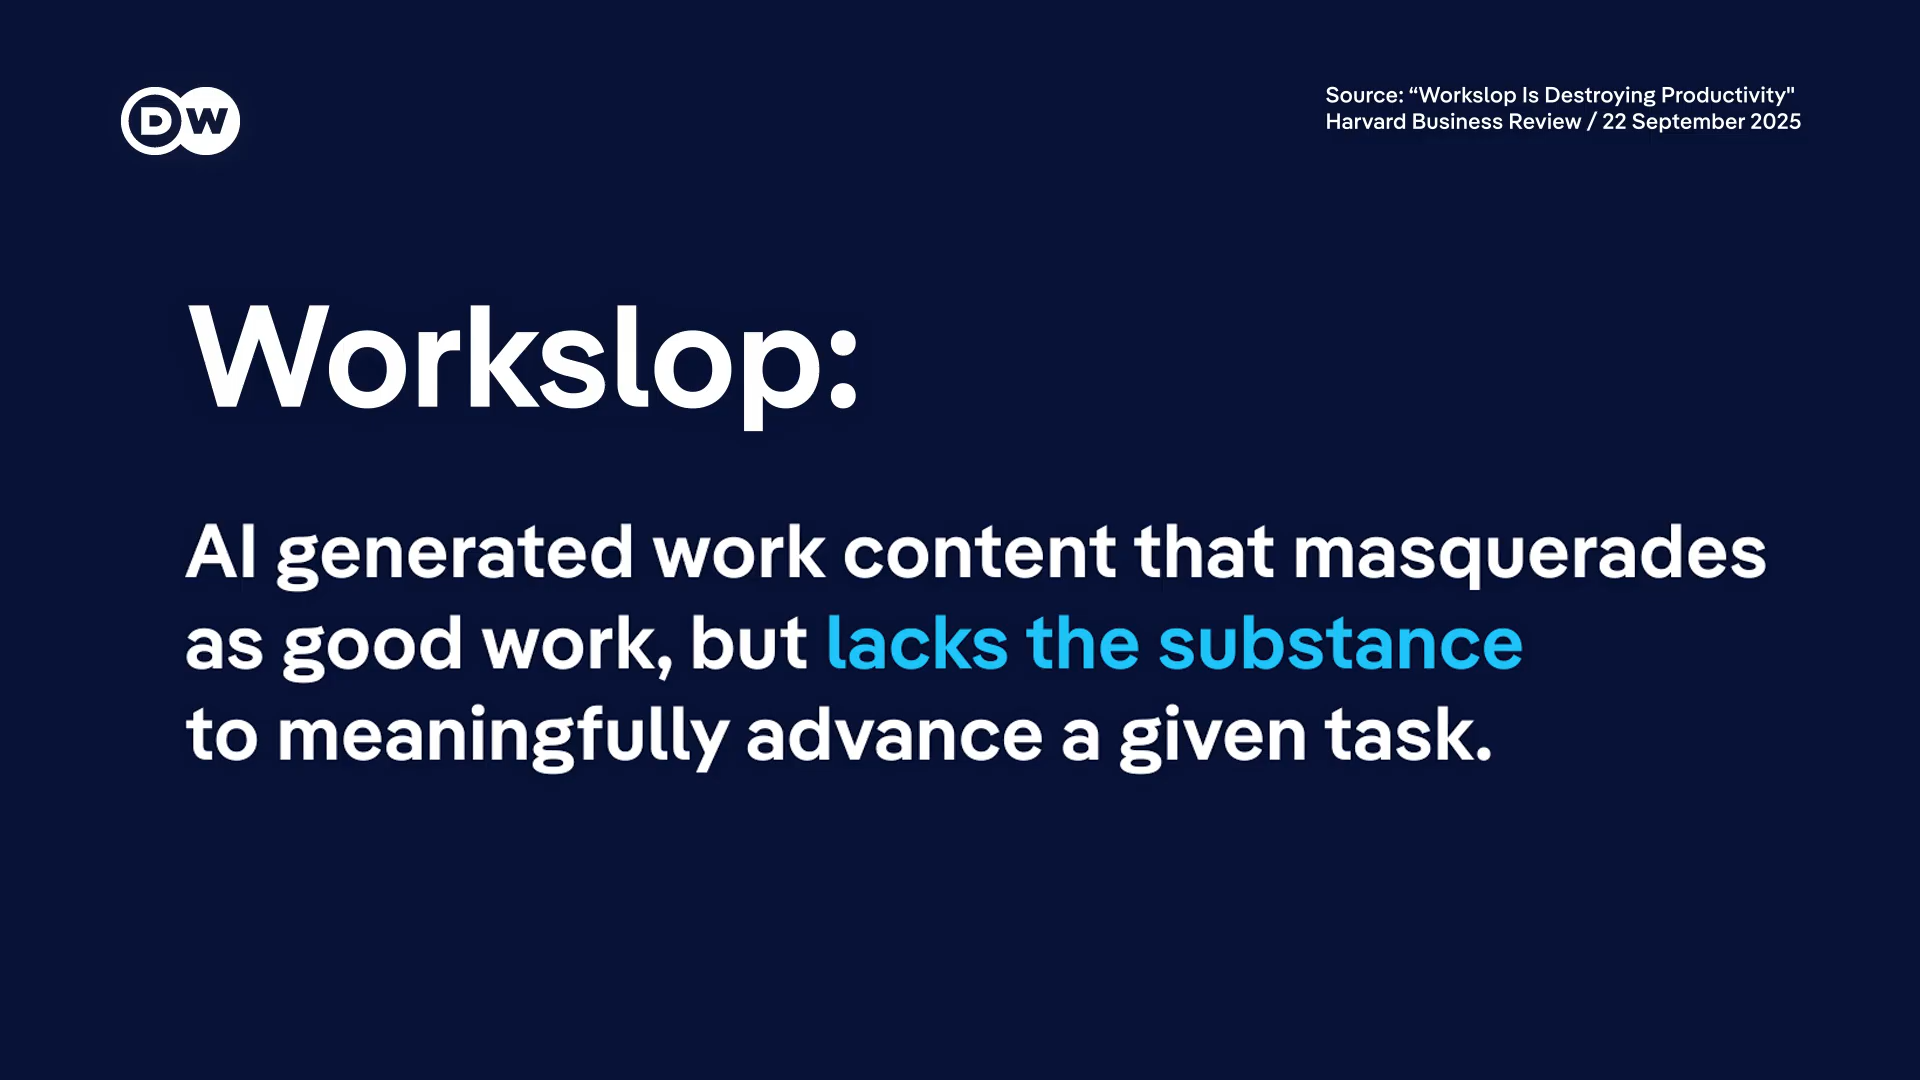 DW
Source: “Workslop Is Destroying Productivity"
Harvard Business Review / 22 September 2025
Workslop:
AI generated work content that masquerades
as good work, but lacks the substance
to meaningfully advance a given task.